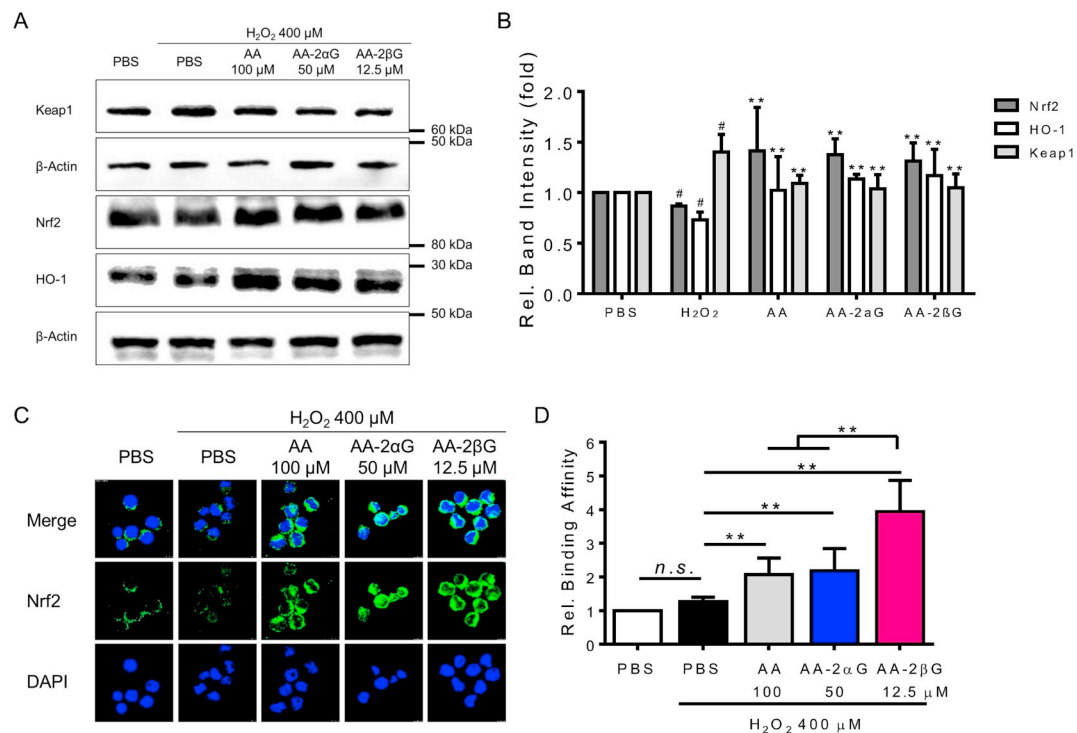 A
H₂O₂ 400 µM
PBS PBS AA AA-2αG AA-2βG
100 µM 50 µM 12.5 µM
Keap1
60 kDa
50 kDa
β-Actin
Nrf2
80 kDa
30 kDa
HO-1
50 kDa
β-Actin
B
Rel. Band Intensity (fold)
2.0
1.5
1.0
0.5
0.0
# # #
** ** **
** ** **
** ** **
PBS H₂O₂ AA AA-2aG AA-2ßG
Nrf2
HO-1
Keap1
C
H₂O₂ 400 µM
PBS PBS AA AA-2αG AA-2βG
100 µM 50 µM 12.5 µM
Merge
Nrf2
DAPI
D
Rel. Binding Affinity
6
5
4
3
2
1
0
**
**
**
**
n.s.
PBS PBS AA AA-2αG AA-2βG
100 50 12.5 µM
H₂O₂ 400 µM